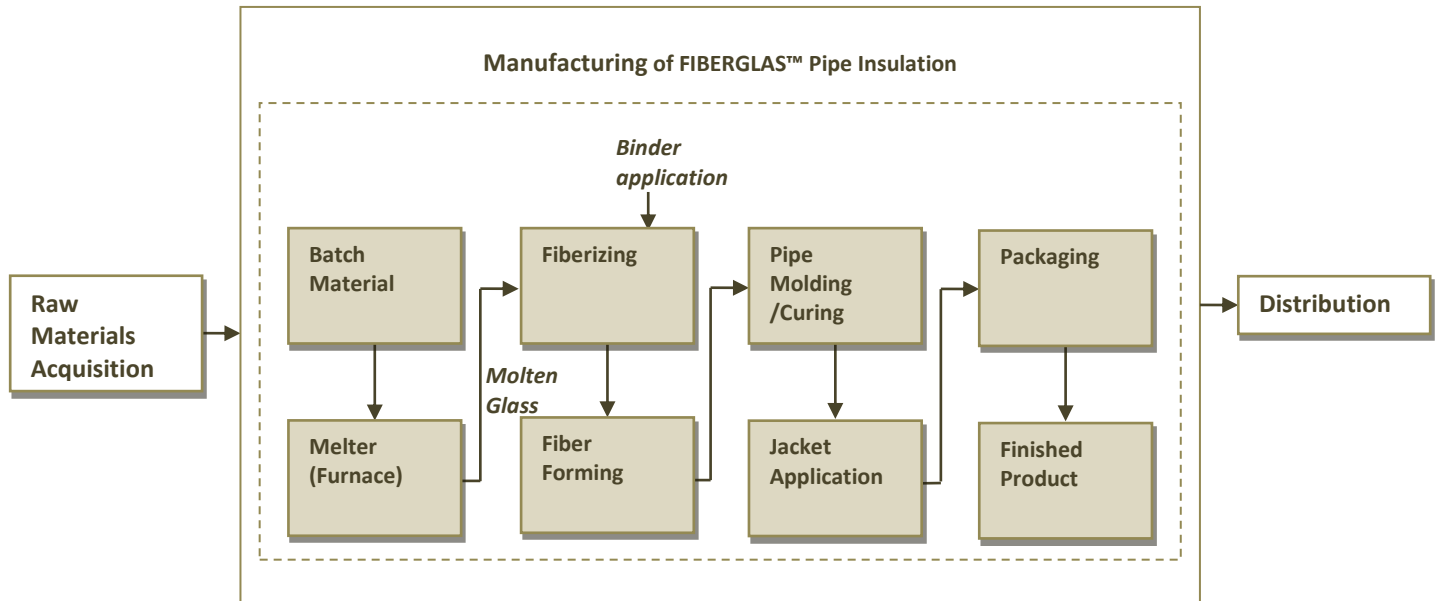 Manufacturing of FIBERGLAS™ Pipe Insulation
Raw
Materials
Acquisition
Batch
Material
Melter
(Furnace)
Molten
Glass
Binder
application
Fiberizing
Fiber
Forming
Pipe
Molding
/Curing
Jacket
Application
Packaging
Finished
Product
Distribution